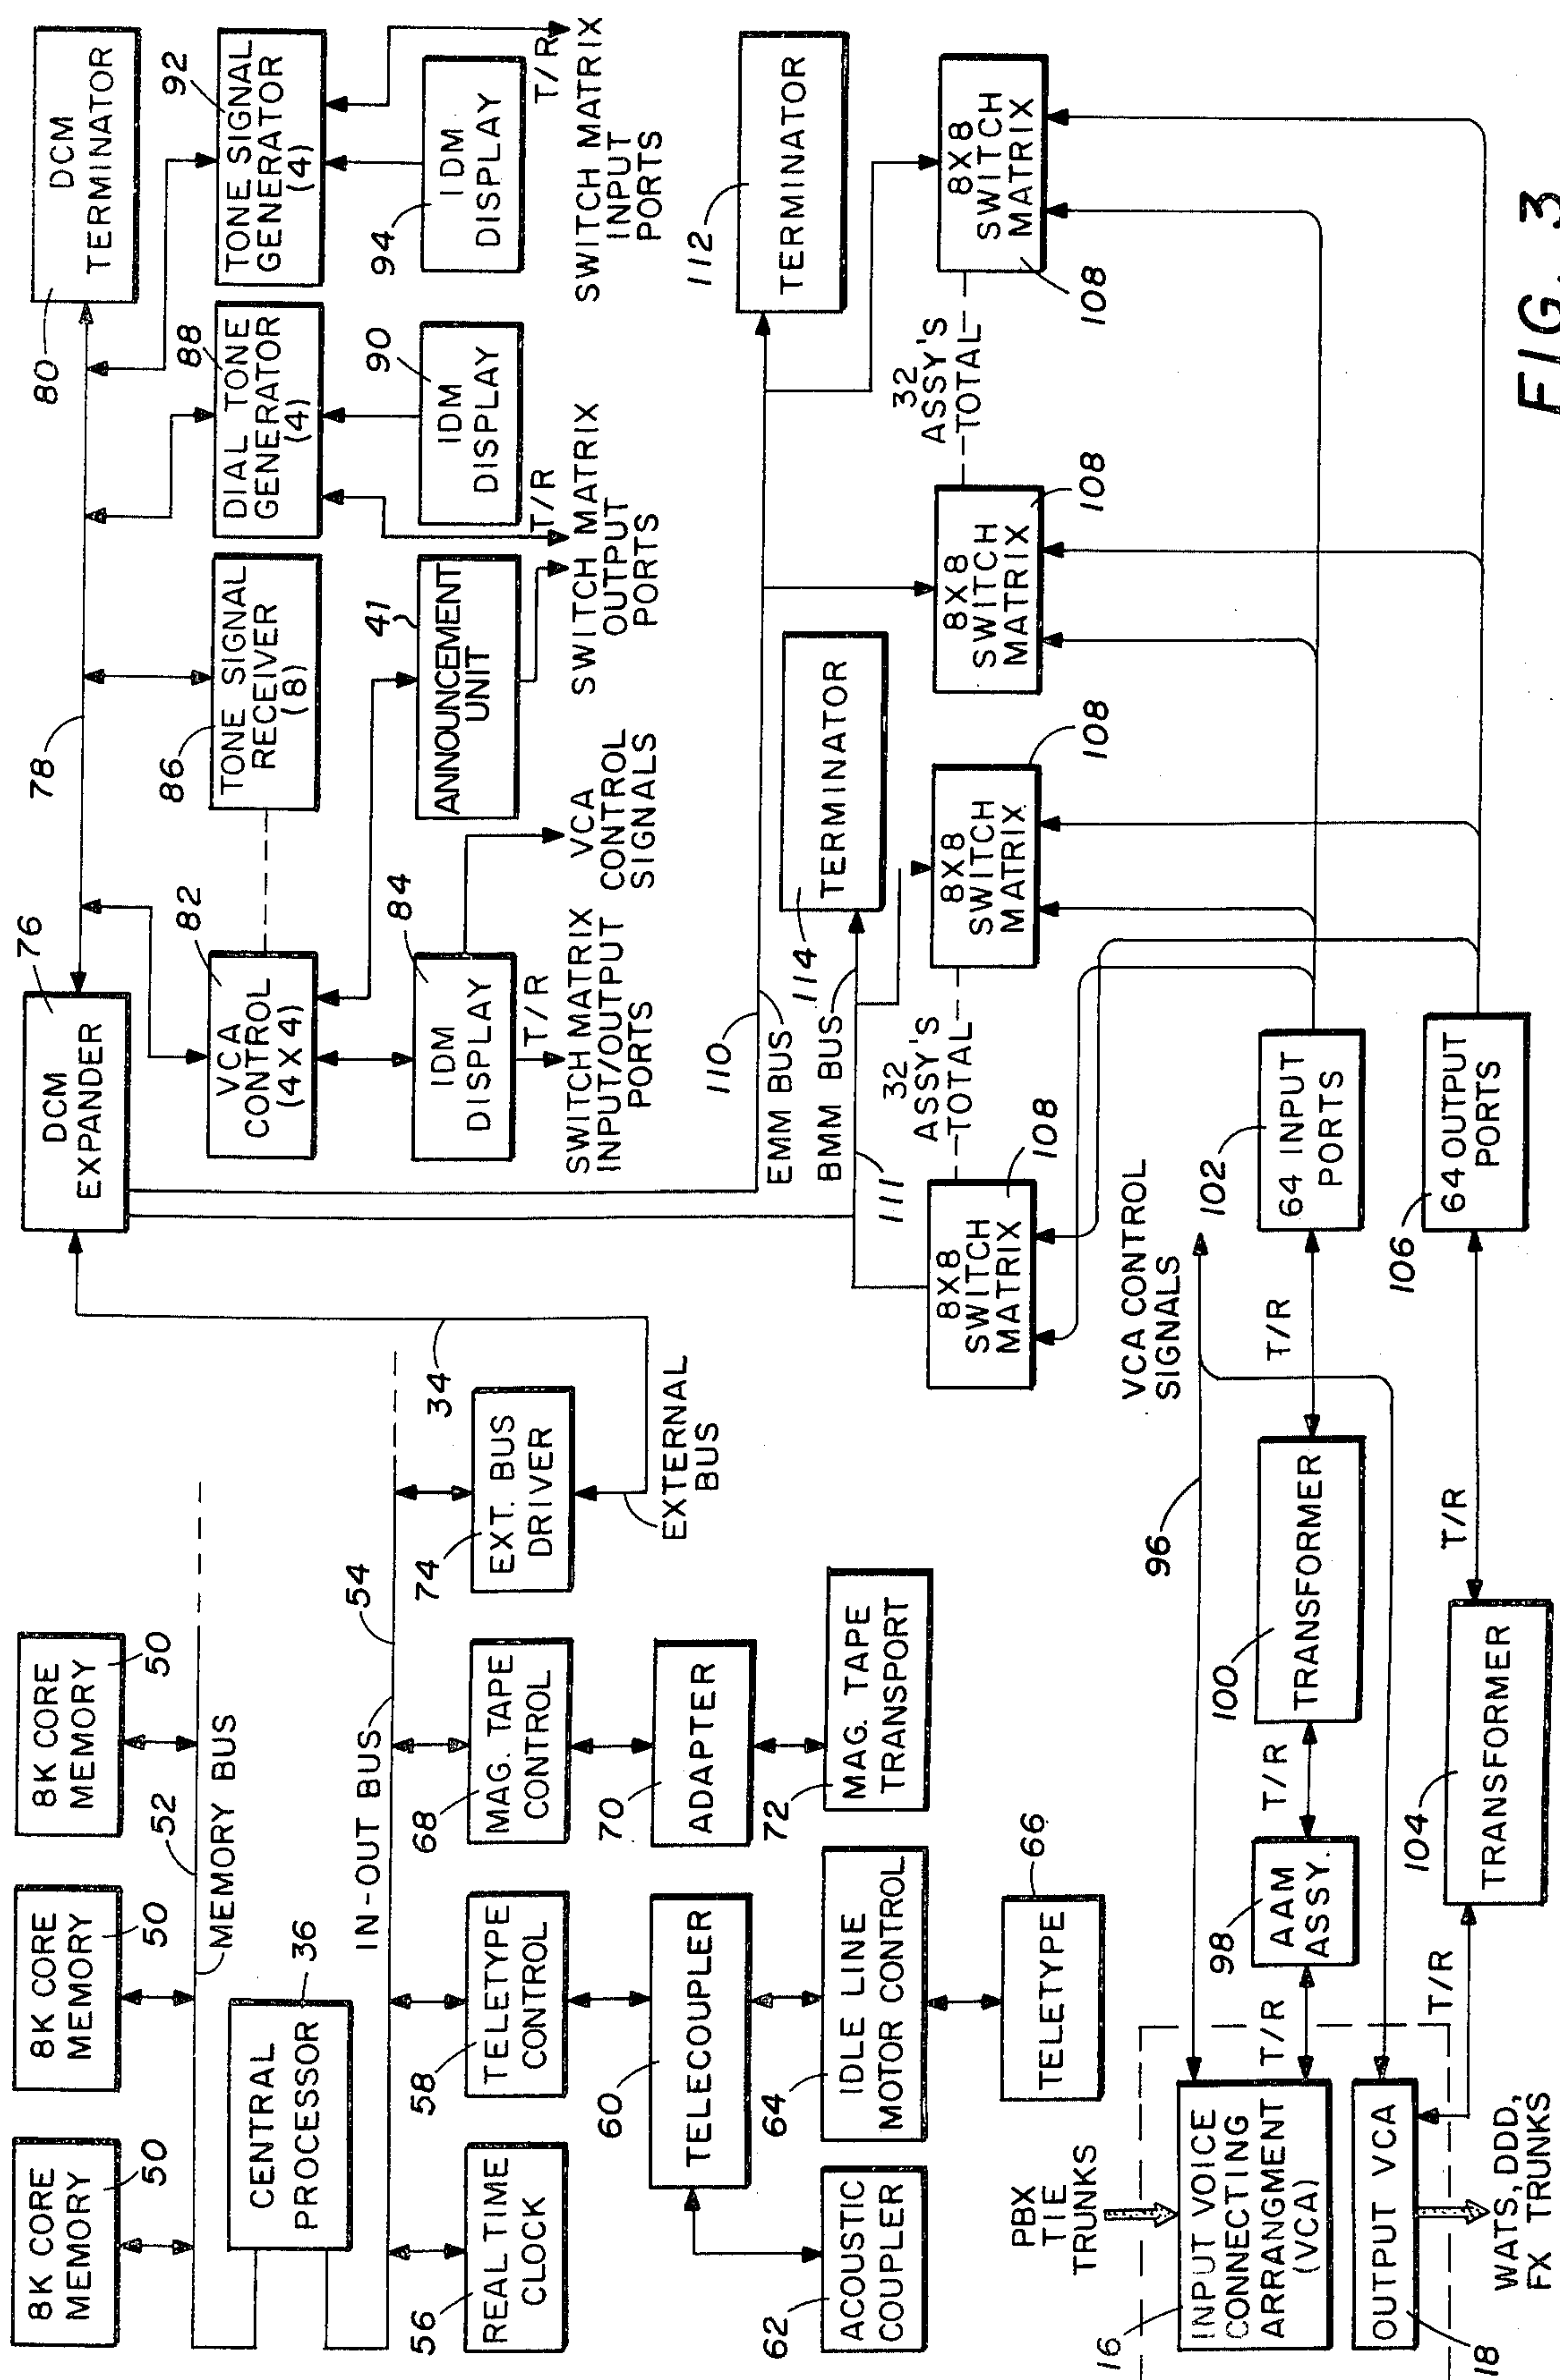 8K CORE
MEMORY
50
8K CORE
MEMORY
50
8K CORE
MEMORY
50
52
MEMORY BUS
CENTRAL
PROCESSOR
36
IN-OUT BUS
54
56
REAL TIME
CLOCK
58
TELETYPE
CONTROL
68
MAG. TAPE
CONTROL
74
EXT. BUS
DRIVER
34
EXTERNAL
BUS
60
TELECOUPLER
70
ADAPTER
62
ACOUSTIC
COUPLER
64
IDLE LINE
MOTOR CONTROL
72
MAG. TAPE
TRANSPORT
TELETYPE
66
DCM
EXPANDER
76
78
80
DCM
TERMINATOR
VCA
CONTROL
(4 X 4)
82
86
TONE SIGNAL
RECEIVER
(8)
DIAL TONE
GENERATOR
(4)
88
TONE SIGNAL
GENERATOR
(4)
92
IDM
DISPLAY
84
ANNOUNCEMENT
UNIT
41
IDM
DISPLAY
90
94
IDM
DISPLAY
T/R
T/R
T/R
SWITCH MATRIX
INPUT/OUTPUT
PORTS
VCA
CONTROL
SIGNALS
SWITCH MATRIX
OUTPUT
PORTS
SWITCH MATRIX
INPUT
PORTS
110
EMM BUS
112
TERMINATOR
114
TERMINATOR
BMM BUS
111
8X8
SWITCH
MATRIX
108
32
ASSY'S
TOTAL
8X8
SWITCH
MATRIX
108
8X8
SWITCH
MATRIX
108
32
ASSY'S
TOTAL
8X8
SWITCH
MATRIX
108
PBX
TIE
TRUNKS
16
INPUT VOICE
CONNECTING
ARRANGMENT
(VCA)
T/R
98
AAM
ASSY.
T/R
100
TRANSFORMER
T/R
96
VCA CONTROL
SIGNALS
102
64 INPUT
PORTS
OUTPUT VCA
18
T/R
104
TRANSFORMER
T/R
106
64 OUTPUT
PORTS
WATS, DDD,
FX TRUNKS
FIG. 3